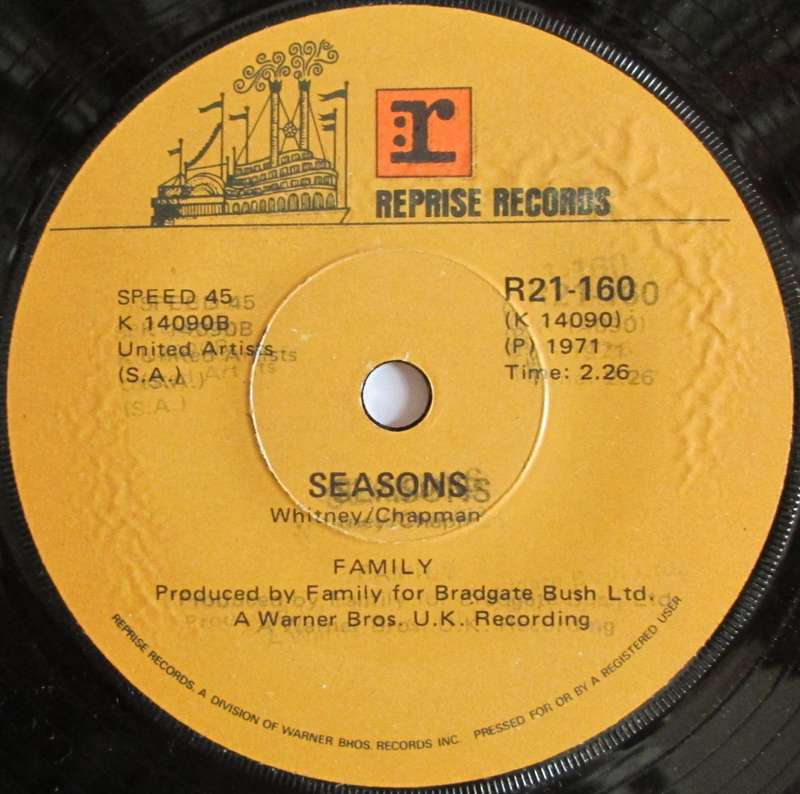 r
REPRISE RECORDS
SPEED 45
K 14090B
United Artists
(S.A.)
R21-160
(K 14090)
(P) 1971
Time: 2.26
SEASONS
Whitney/Chapman
FAMILY
Produced by Family for Bradgate Bush Ltd.
A Warner Bros. U.K. Recording
REPRISE RECORDS, A DIVISION OF WARNER BROS. RECORDS INC. PRESSED FOR OR BY A REGISTERED USER